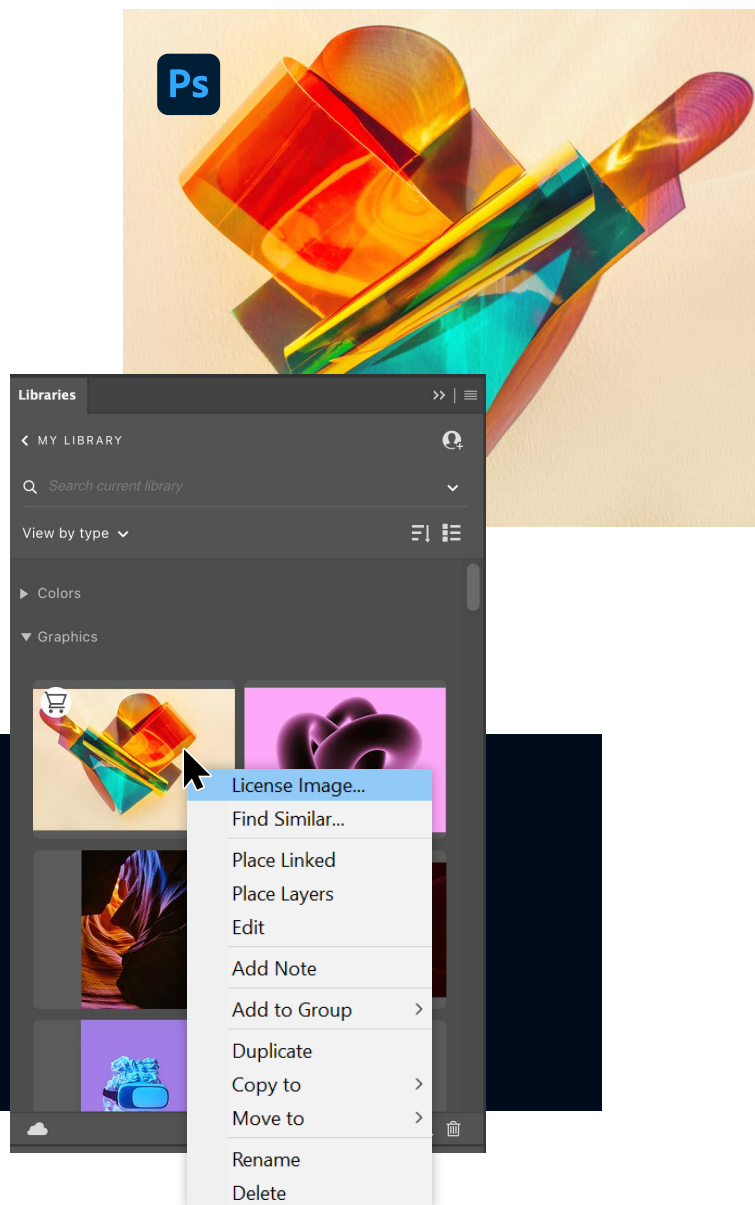 Ps
Libraries
MY LIBRARY
Search current library
View by type
Colors
Graphics
License Image...
Find Similar...
Place Linked
Place Layers
Edit
Add Note
Add to Group
Duplicate
Copy to
Move to
Rename
Delete